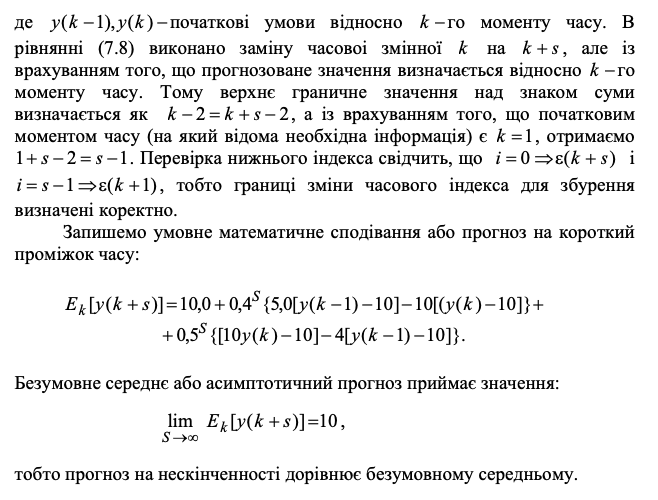 де y(k − 1), y(k) – початкові умови відносно k – го моменту часу. В
рівнянні (7.8) виконано заміну часовоі змінної k на k + s, але із
врахуванням того, що прогнозоване значення визначається відносно k – го
моменту часу. Тому верхнє граничне значення над знаком суми
визначається як k − 2 = k + s − 2, а із врахуванням того, що початковим
моментом часу (на який відома необхідна інформація) є k = 1, отримаємо
1 + s − 2 = s − 1. Перевірка нижнього індекса свідчить, що i = 0 ⇒ ε(k + s) і
i = s − 1 ⇒ ε(k + 1), тобто границі зміни часового індекса для збурення
визначені коректно.
Запишемо умовне математичне сподівання або прогноз на короткий
проміжок часу:
E_k[y(k + s)] = 10,0 + 0,4^S {5,0[y(k − 1) − 10] − 10[(y(k) − 10]} +
+ 0,5^S {[10y(k) − 10] − 4[y(k − 1) − 10]}.
Безумовне середнє або асимптотичний прогноз приймає значення:
lim E_k[y(k + s)] = 10,
S→∞
тобто прогноз на нескінченності дорівнює безумовному середньому.